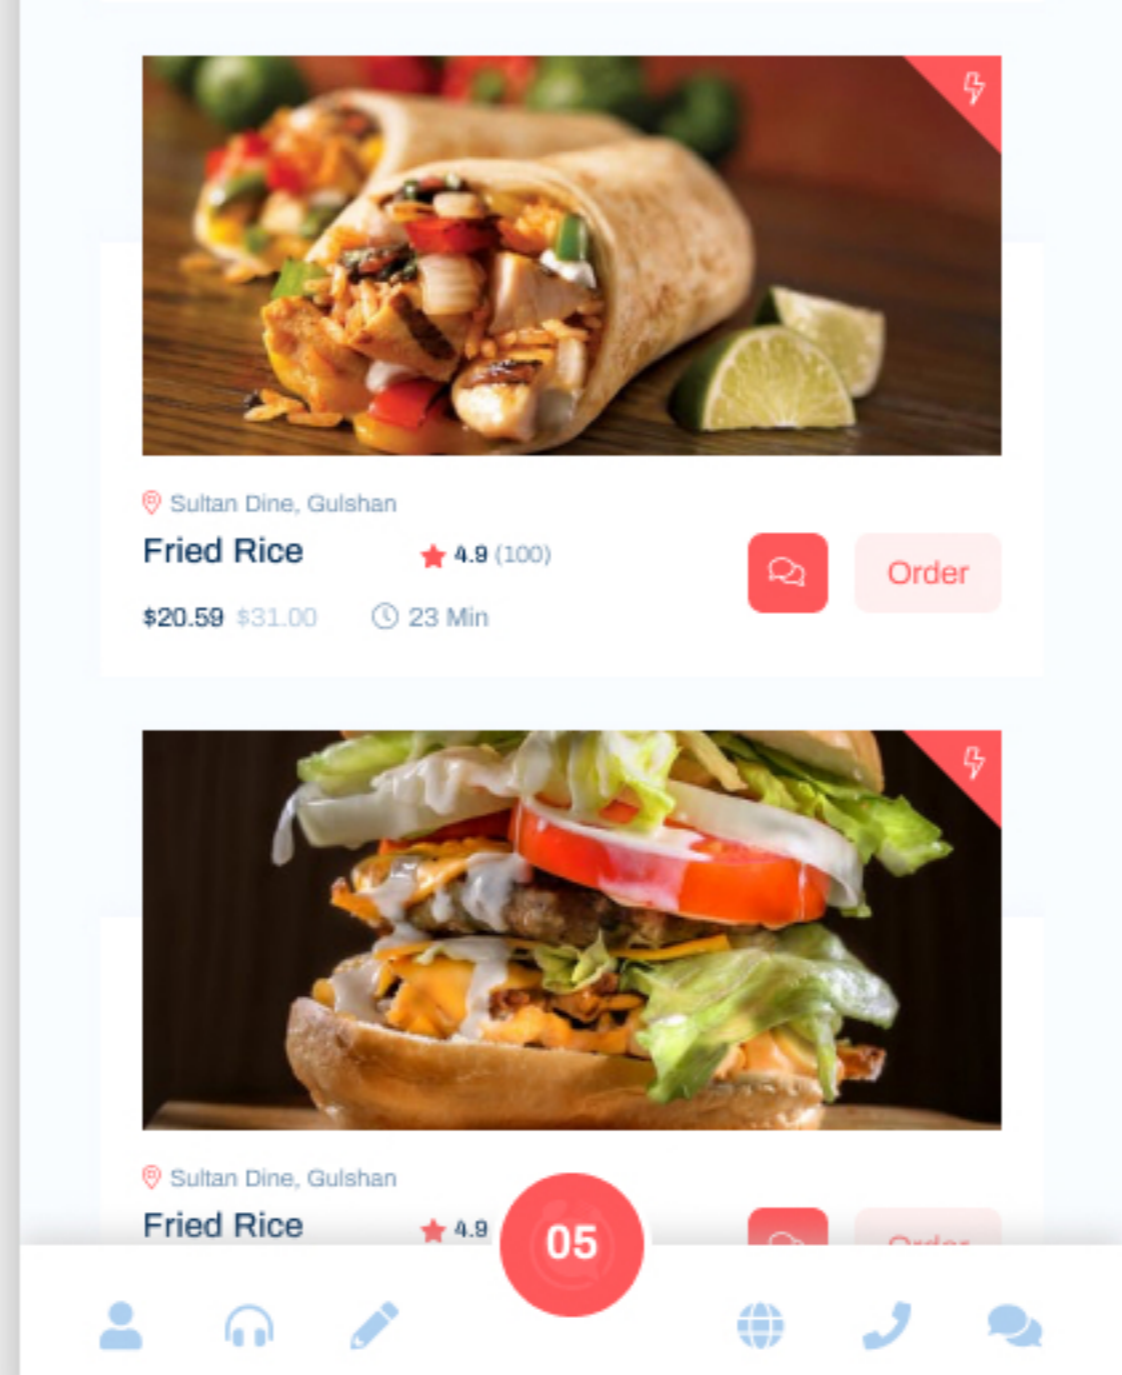 Sultan Dine, Gulshan
Fried Rice
4.9 (100)
Order
$20.59 $31.00
23 Min
Sultan Dine, Gulshan
Fried Rice
4.9
Order
05